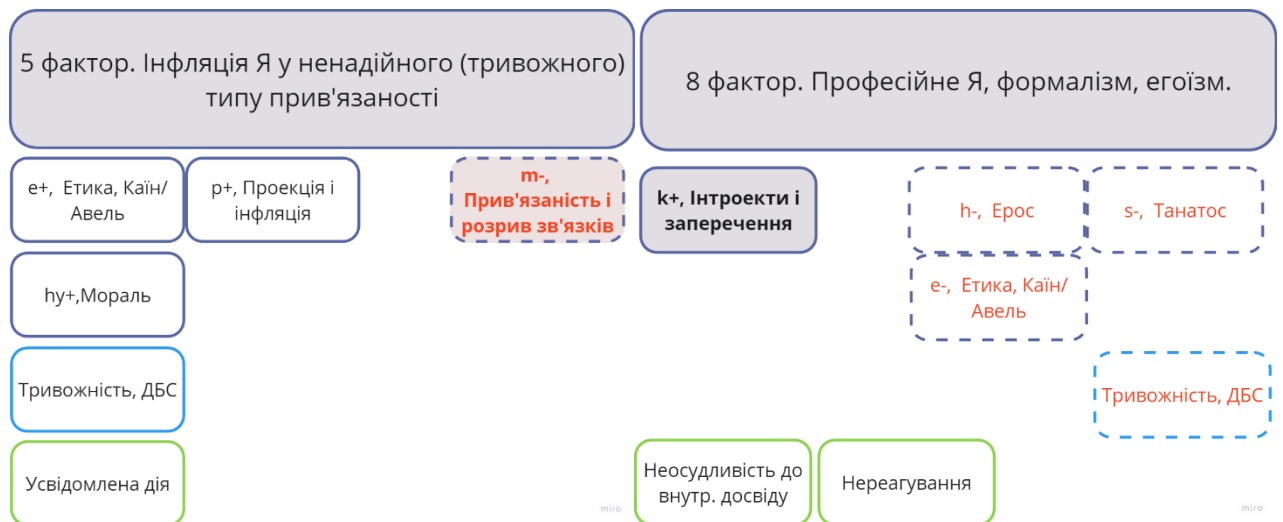 5 фактор. Інфляція Я у ненадійного (тривожного)
типу прив'язаності
8 фактор. Професійне Я, формалізм, егоїзм.
e+, Етика, Каїн/
Авель
p+, Проекція і
інфляція
m-,
Прив'язаність і
розрив зв'язків
k+, Інтроекти і
заперечення
h-, Ерос
s-, Танатос
hy+,Мораль
e-, Етика, Каїн/
Авель
Тривожність, ДБС
Тривожність, ДБС
Усвідомлена дія
Неосудливість до
внутр. досвіду
Нереагування
miro
miro